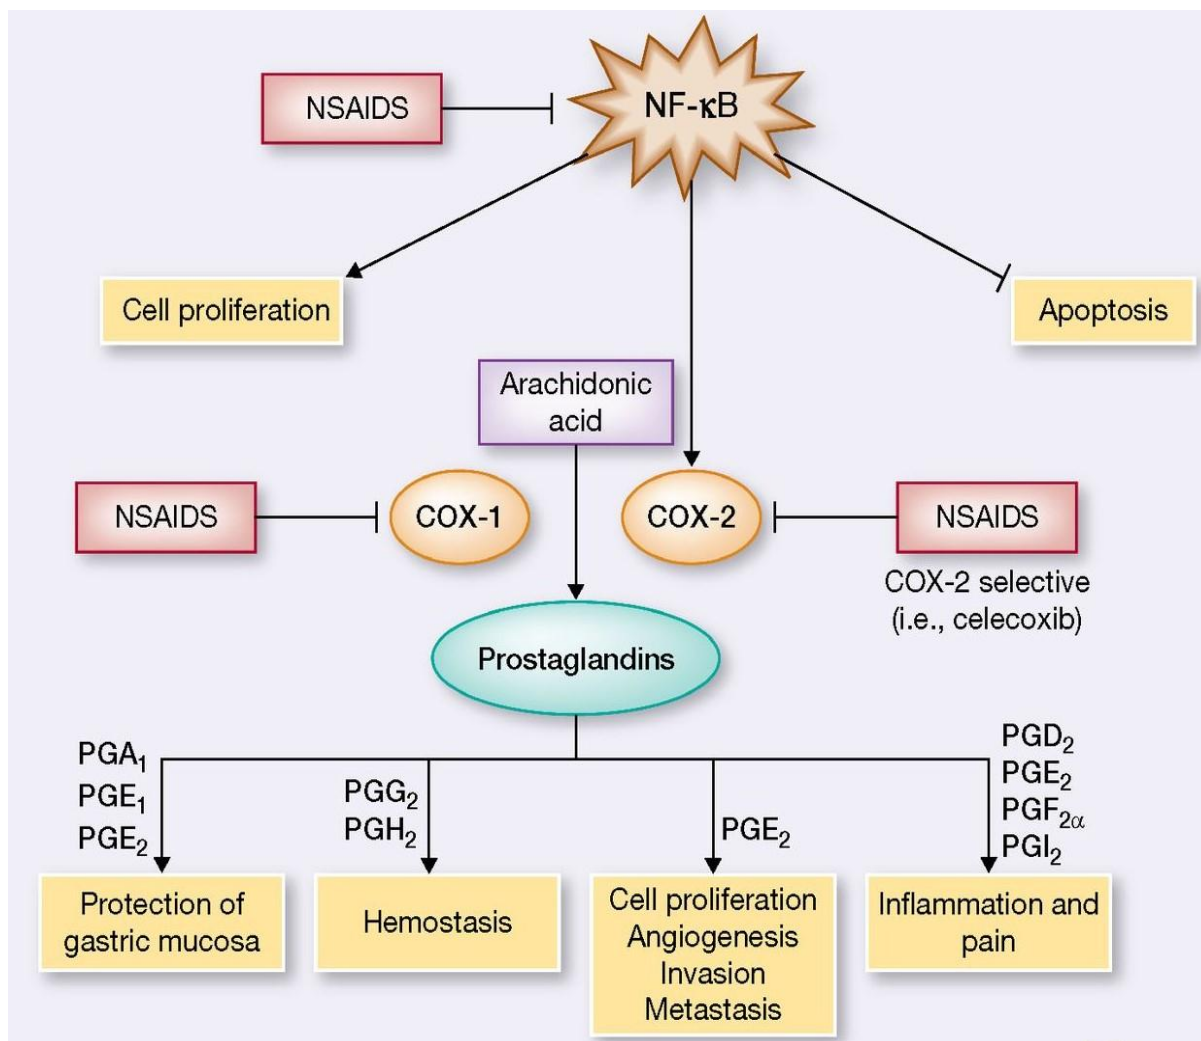 NSAIDS
NF-κB
Cell proliferation
Apoptosis
Arachidonic
acid
NSAIDS
COX-1
COX-2
NSAIDS
COX-2 selective
(i.e., celecoxib)
Prostaglandins
PGA₁
PGE₁
PGE₂
PGG₂
PGH₂
PGE₂
PGD₂
PGE₂
PGF₂α
PGI₂
Protection of
gastric mucosa
Hemostasis
Cell proliferation
Angiogenesis
Invasion
Metastasis
Inflammation and
pain